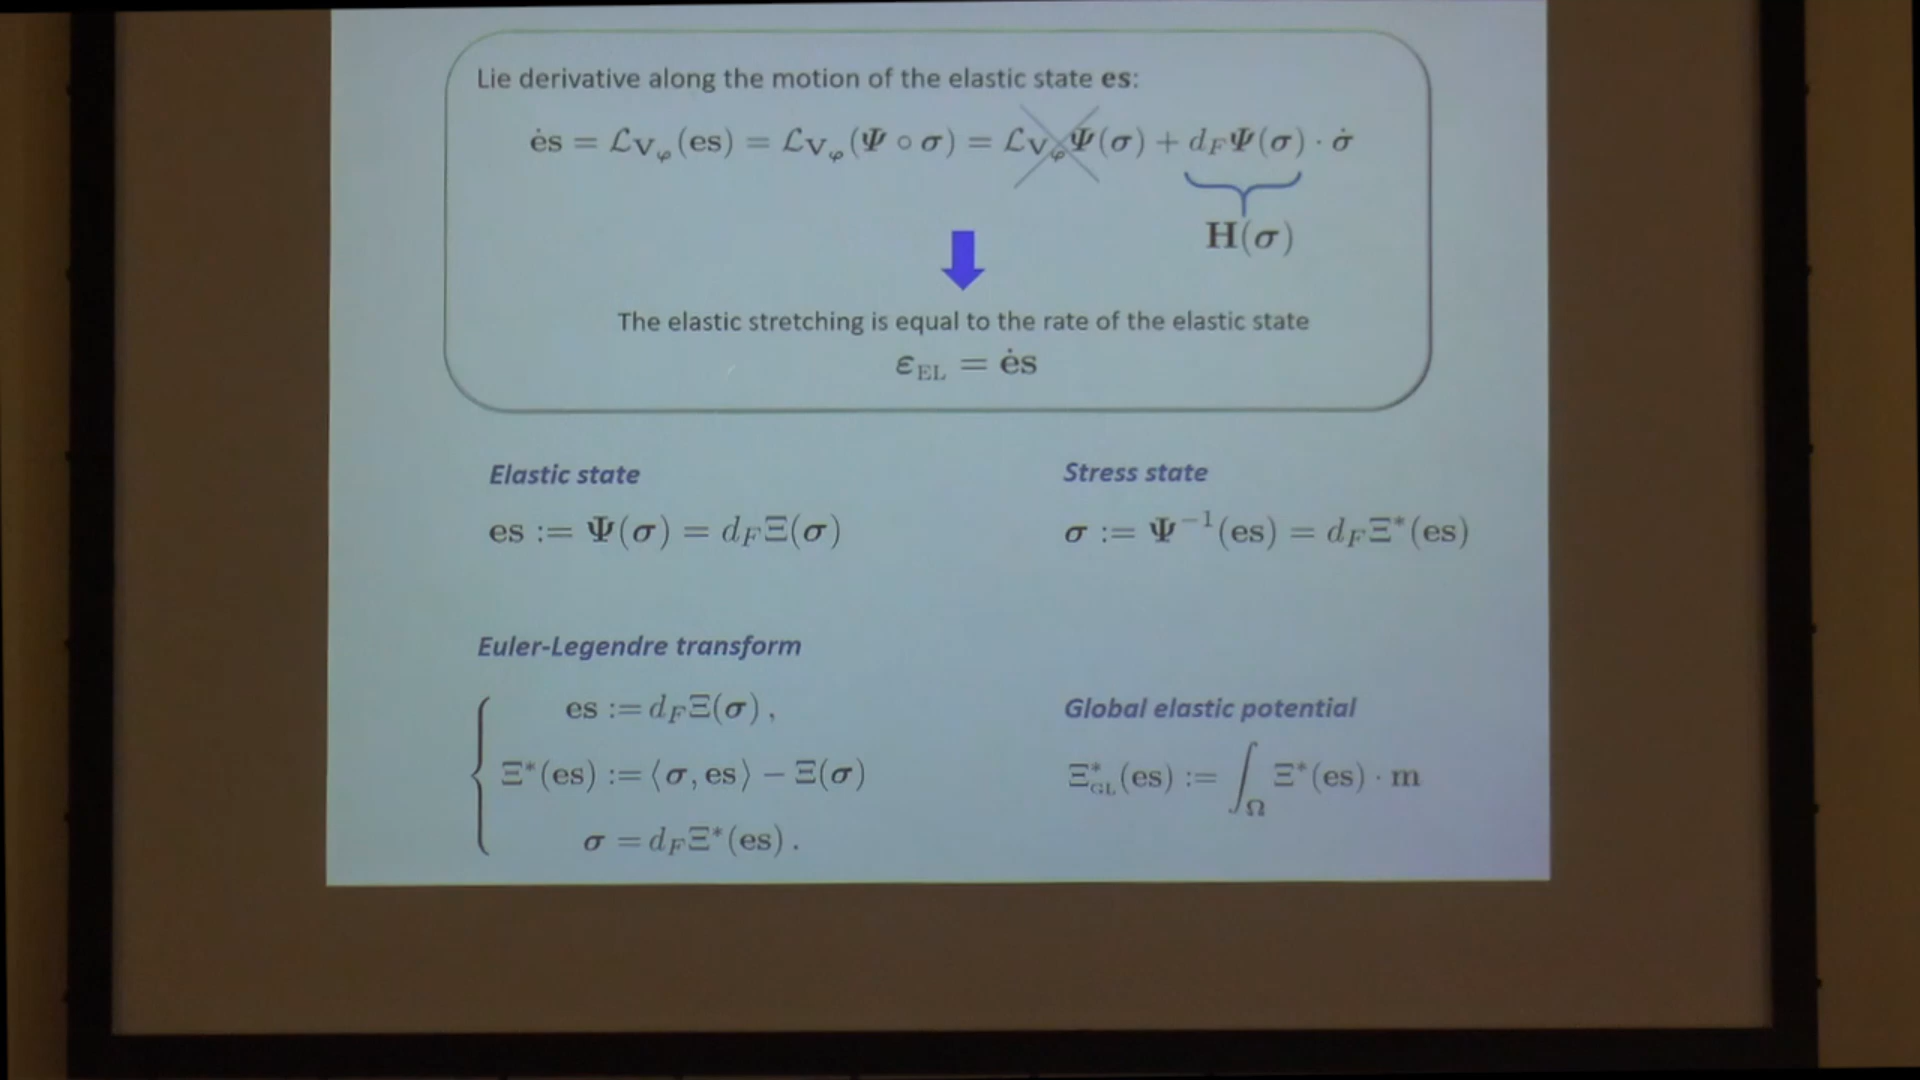 Lie derivative along the motion of the elastic state es:
ės = ℒ_{V_φ}(es) = ℒ_{V_φ}(Ψ ∘ σ) = ℒ_{V_φ}Ψ(σ) + d_FΨ(σ) · σ̇
H(σ)
The elastic stretching is equal to the rate of the elastic state
ε_EL = ės
Elastic state
es := Ψ(σ) = d_FΞ(σ)
Stress state
σ := Ψ⁻¹(es) = d_FΞ*(es)
Euler-Legendre transform
es := d_FΞ(σ),
Ξ*(es) := ⟨σ, es⟩ − Ξ(σ)
σ = d_FΞ*(es).
Global elastic potential
Ξ*_GL(es) := ∫_Ω Ξ*(es) · m